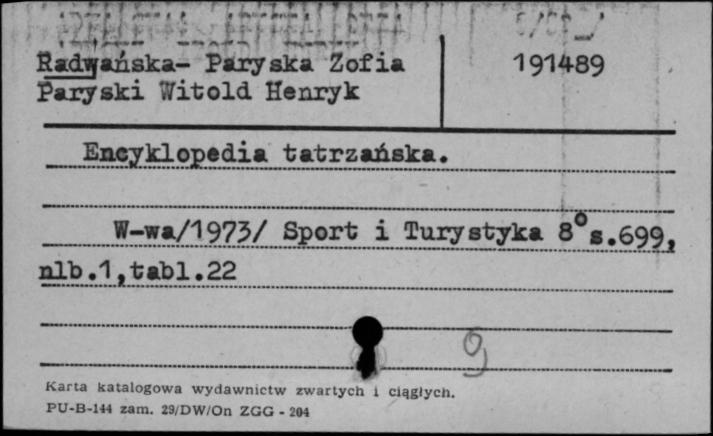 Radwańska- Paryska Zofia 191489
Paryski Witold Henryk
Encyklopedia tatrzańska.
W-wa/1973/ Sport i Turystyka 8° s.699,
nlb.1,tabl.22
9
Karta katalogowa wydawnictw zwartych i ciągłych.
PU-B-144 zam. 29/DW/On ZGG - 204